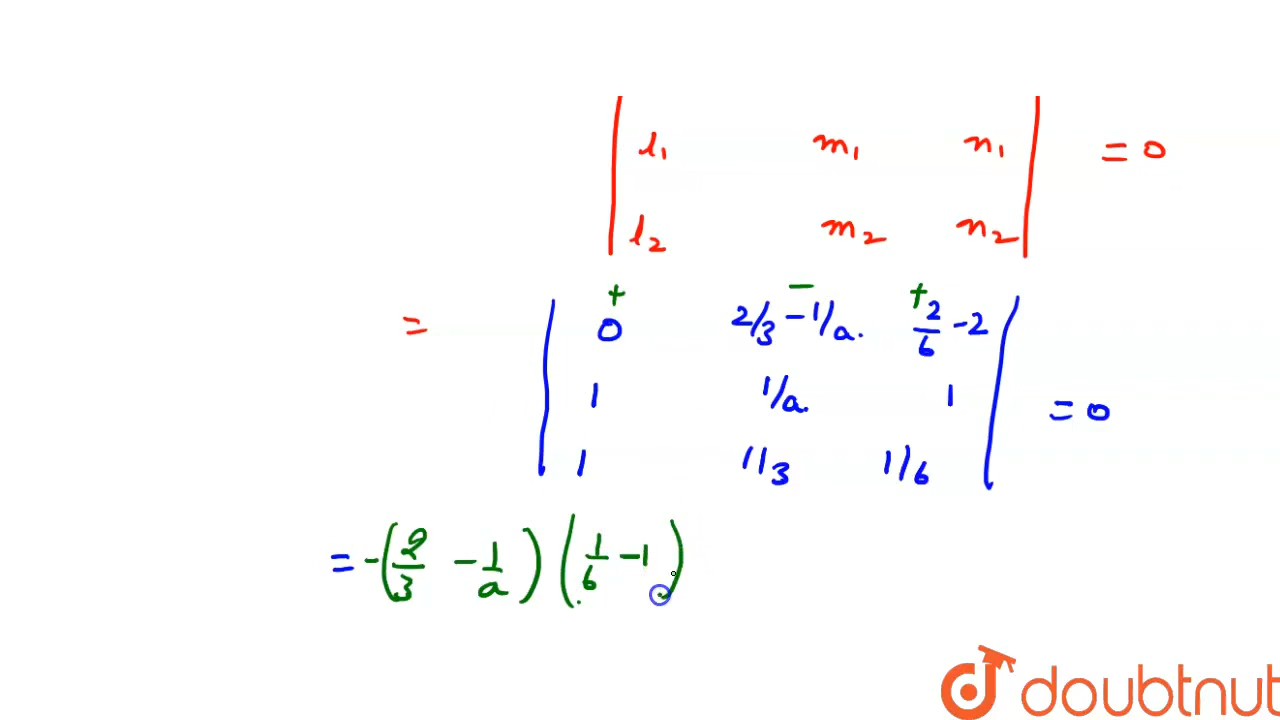 l₁ m₁ n₁ = 0
l₂ m₂ n₂
+ − +
= 0 2/3 − 1/a. 2/6 − 2
1 1/a. 1 = 0
1 1/3 1/6
= −(2/3 − 1/a)(1/6 − 1)
doubtnut